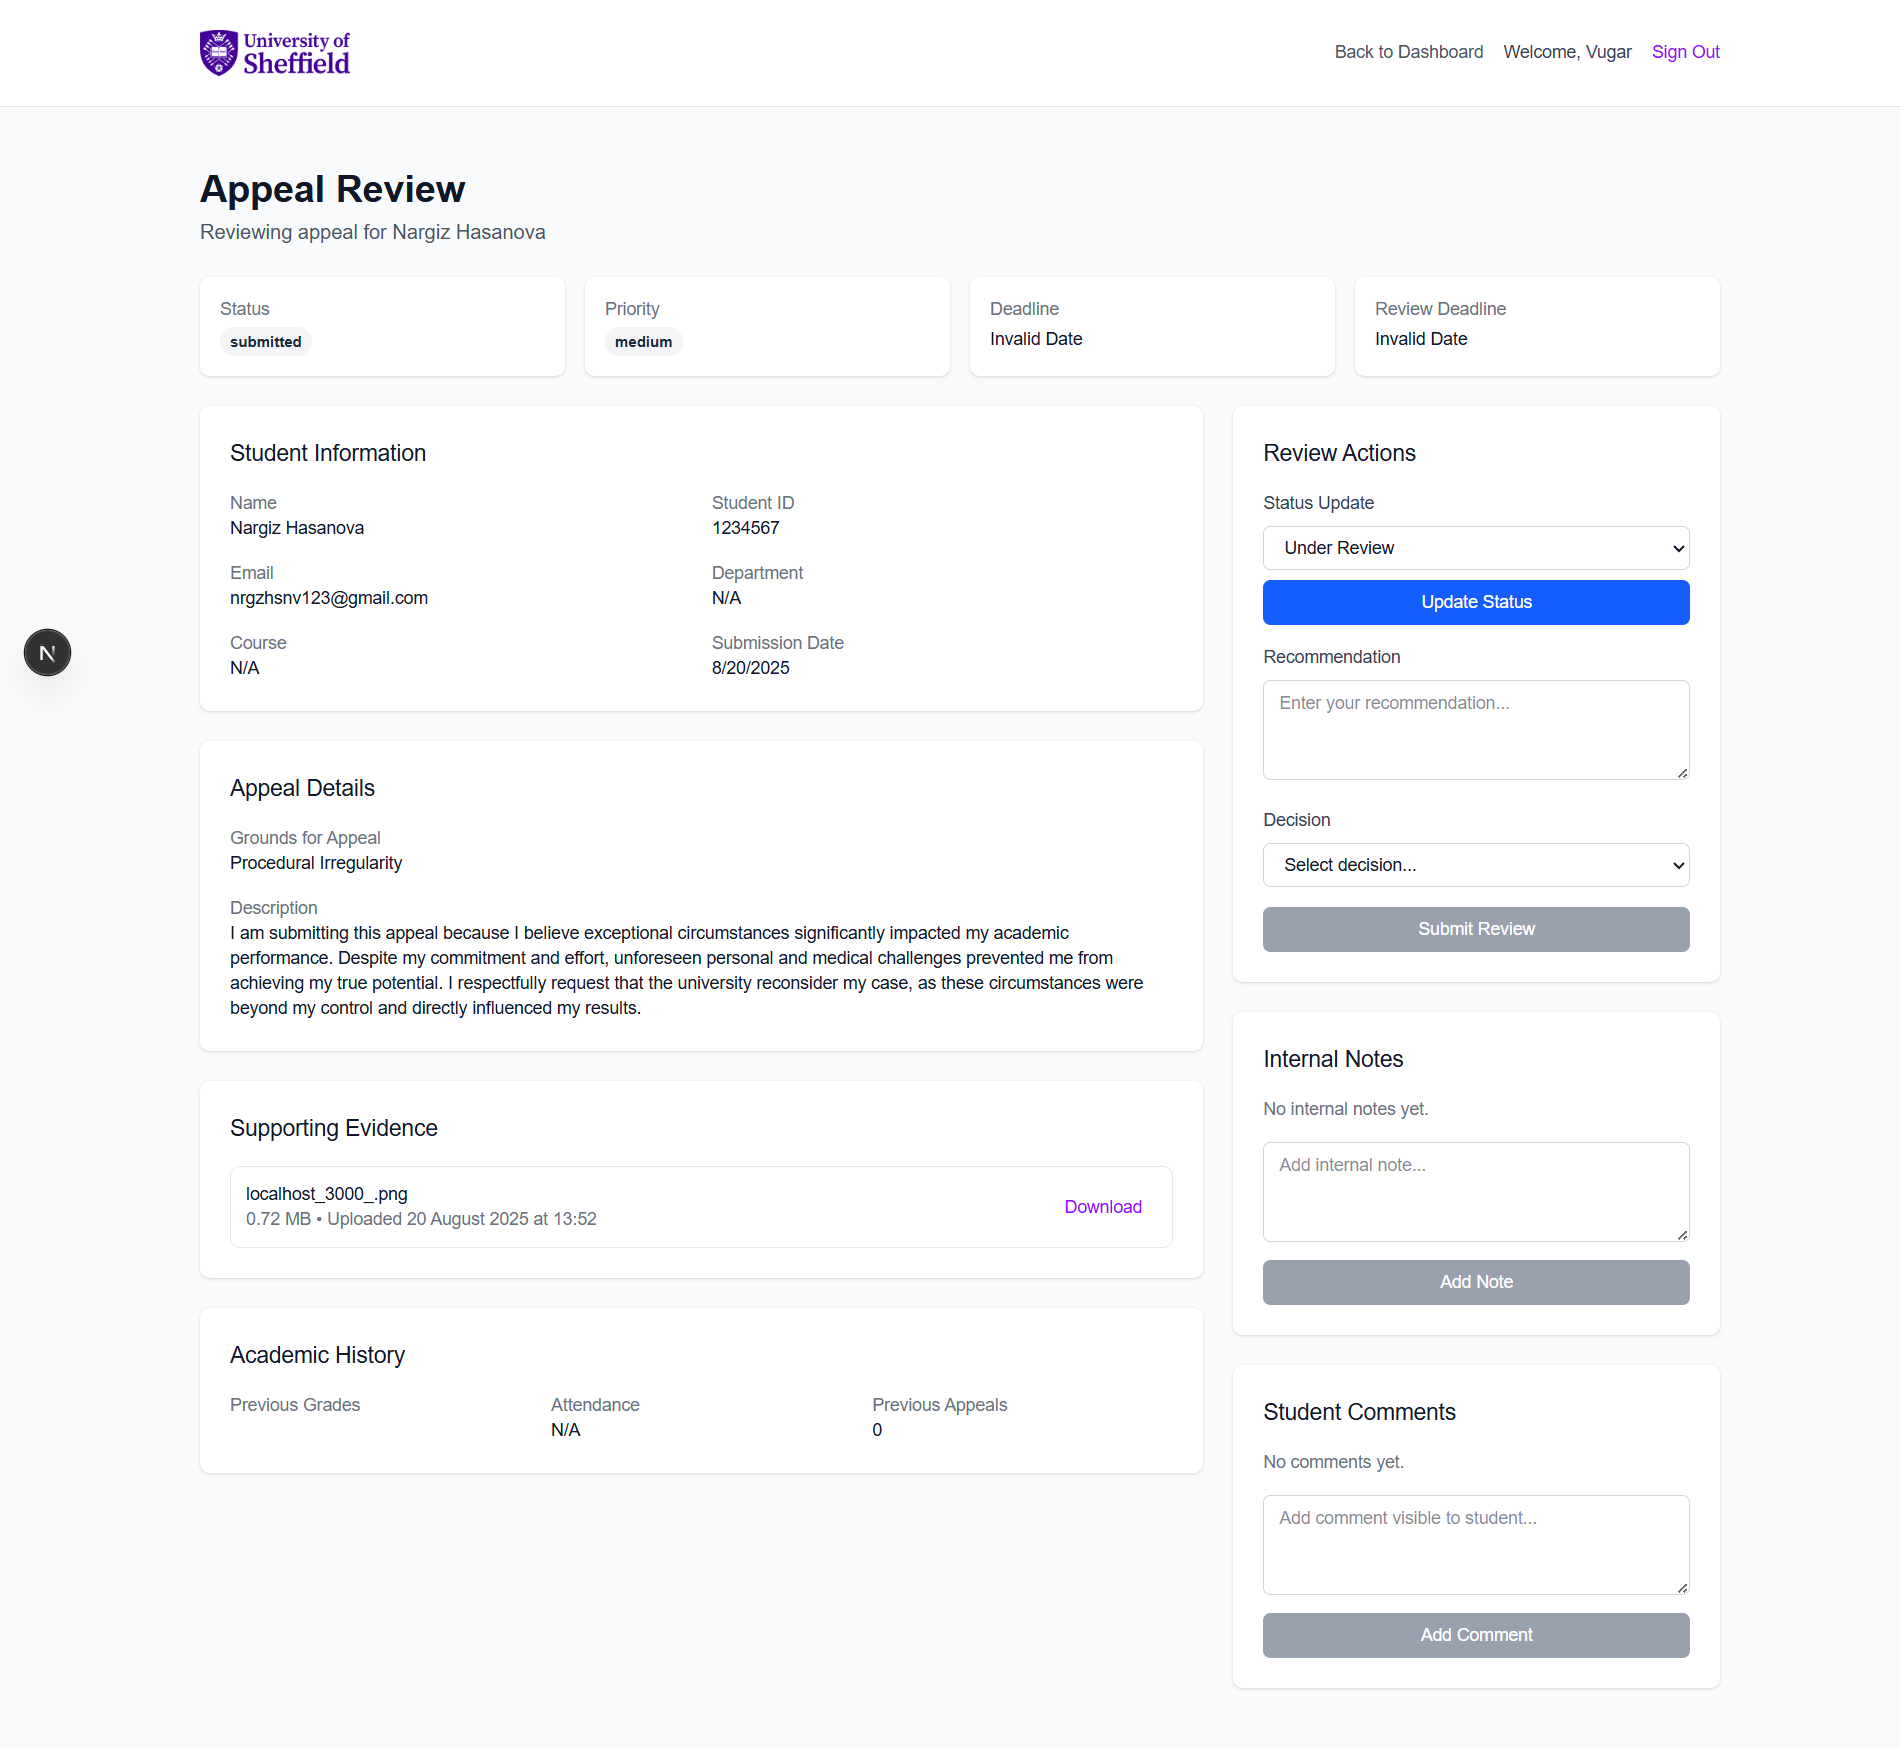 University of
Sheffield
Back to Dashboard
Welcome, Vugar
Sign Out
Appeal Review
Reviewing appeal for Nargiz Hasanova
Status
submitted
Priority
medium
Deadline
Invalid Date
Review Deadline
Invalid Date
Student Information
Name
Nargiz Hasanova
Student ID
1234567
Email
nrgzhsnv123@gmail.com
Department
N/A
Course
N/A
Submission Date
8/20/2025
Appeal Details
Grounds for Appeal
Procedural Irregularity
Description
I am submitting this appeal because I believe exceptional circumstances significantly impacted my academic
performance. Despite my commitment and effort, unforeseen personal and medical challenges prevented me from
achieving my true potential. I respectfully request that the university reconsider my case, as these circumstances were
beyond my control and directly influenced my results.
Supporting Evidence
localhost_3000_.png
0.72 MB • Uploaded 20 August 2025 at 13:52
Download
Academic History
Previous Grades
Attendance
N/A
Previous Appeals
0
Review Actions
Status Update
Under Review
Update Status
Recommendation
Enter your recommendation...
Decision
Select decision...
Submit Review
Internal Notes
No internal notes yet.
Add internal note...
Add Note
Student Comments
No comments yet.
Add comment visible to student...
Add Comment
N